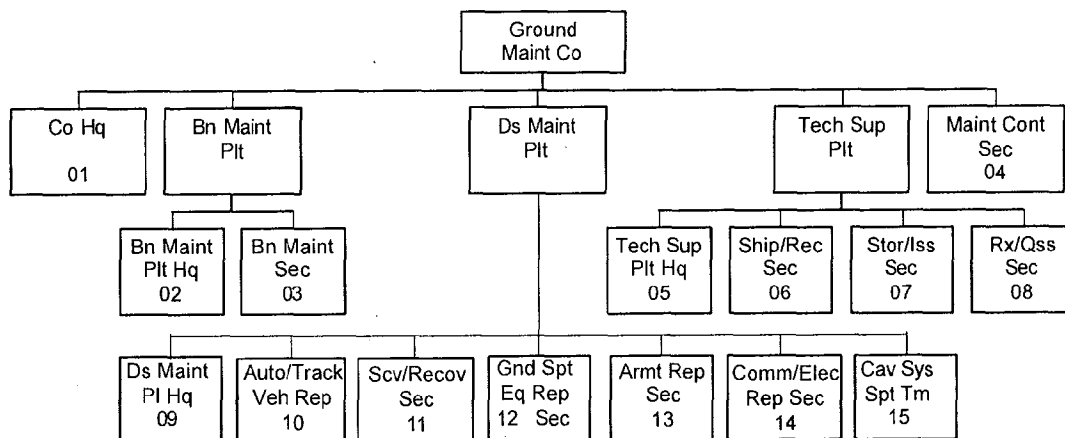 Ground
Maint Co
Co Hq
01
Bn Maint
Plt
Ds Maint
Plt
Tech Sup
Plt
Maint Cont
Sec
04
Bn Maint
Plt Hq
02
Bn Maint
Sec
03
Tech Sup
Plt Hq
05
Ship/Rec
Sec
06
Stor/Iss
Sec
07
Rx/Qss
Sec
08
Ds Maint
Pl Hq
09
Auto/Track
Veh Rep
10
Scv/Recov
Sec
11
Gnd Spt
Eq Rep
12 Sec
Armt Rep
Sec
13
Comm/Elec
Rep Sec
14
Cav Sys
Spt Tm
15